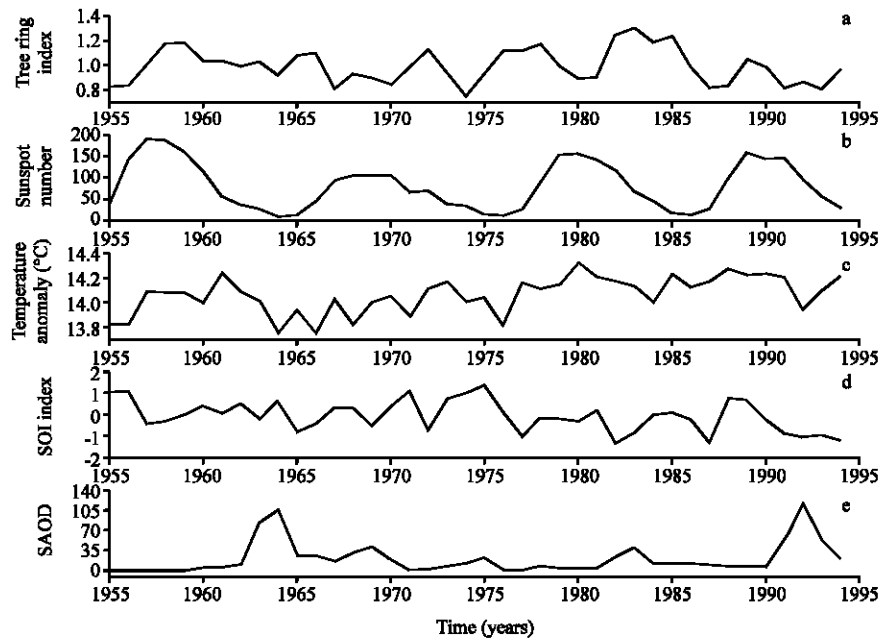 Tree ring
index
1.4
1.2
1.0
0.8
a
1955 1960 1965 1970 1975 1980 1985 1990 1995
Sunspot
number
200
150
100
50
0
b
1955 1960 1965 1970 1975 1980 1985 1990 1995
Temperature
anomaly (°C)
14.4
14.2
14.0
13.8
c
1955 1960 1965 1970 1975 1980 1985 1990 1995
SOI index
2
1
0
-1
-2
d
1955 1960 1965 1970 1975 1980 1985 1990 1995
SAOD
140
105
70
35
0
e
1955 1960 1965 1970 1975 1980 1985 1990 1995
Time (years)